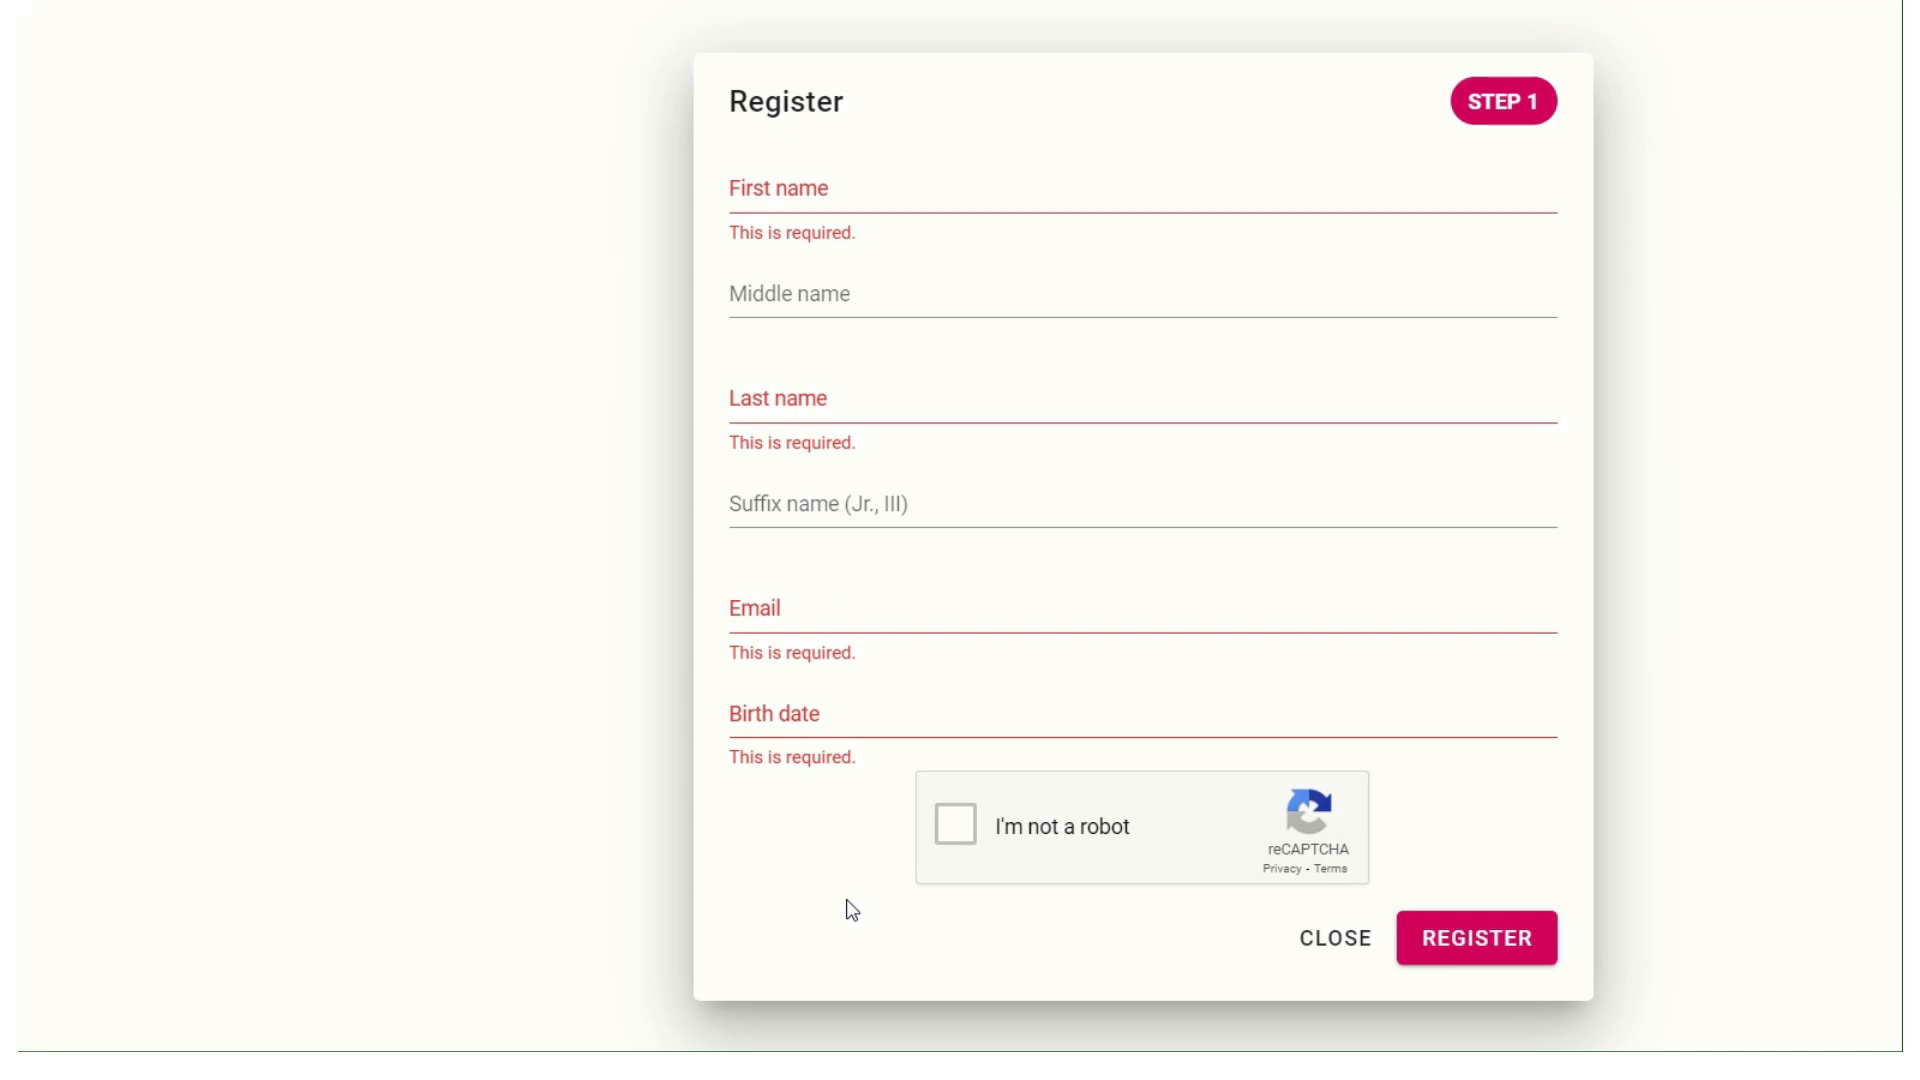 Register
STEP 1
First name
This is required.
Middle name
Last name
This is required.
Suffix name (Jr., III)
Email
This is required.
Birth date
This is required.
I'm not a robot
reCAPTCHA
Privacy - Terms
CLOSE
REGISTER